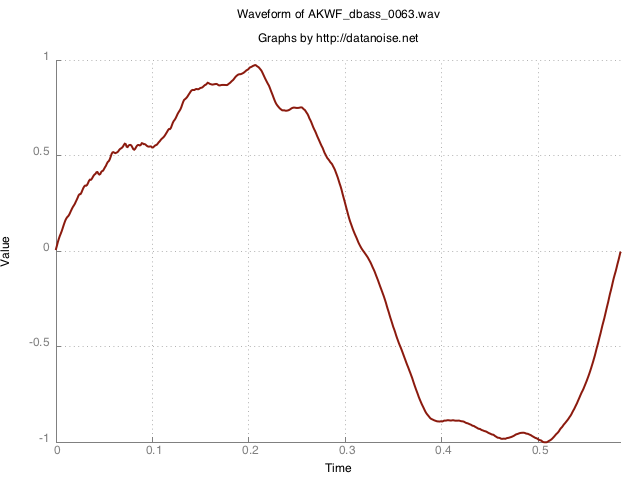 Waveform of AKWF_dbass_0063.wav
Graphs by http://datanoise.net
1
0.5
0
-0.5
-1
Value
0 0.1 0.2 0.3 0.4 0.5
Time